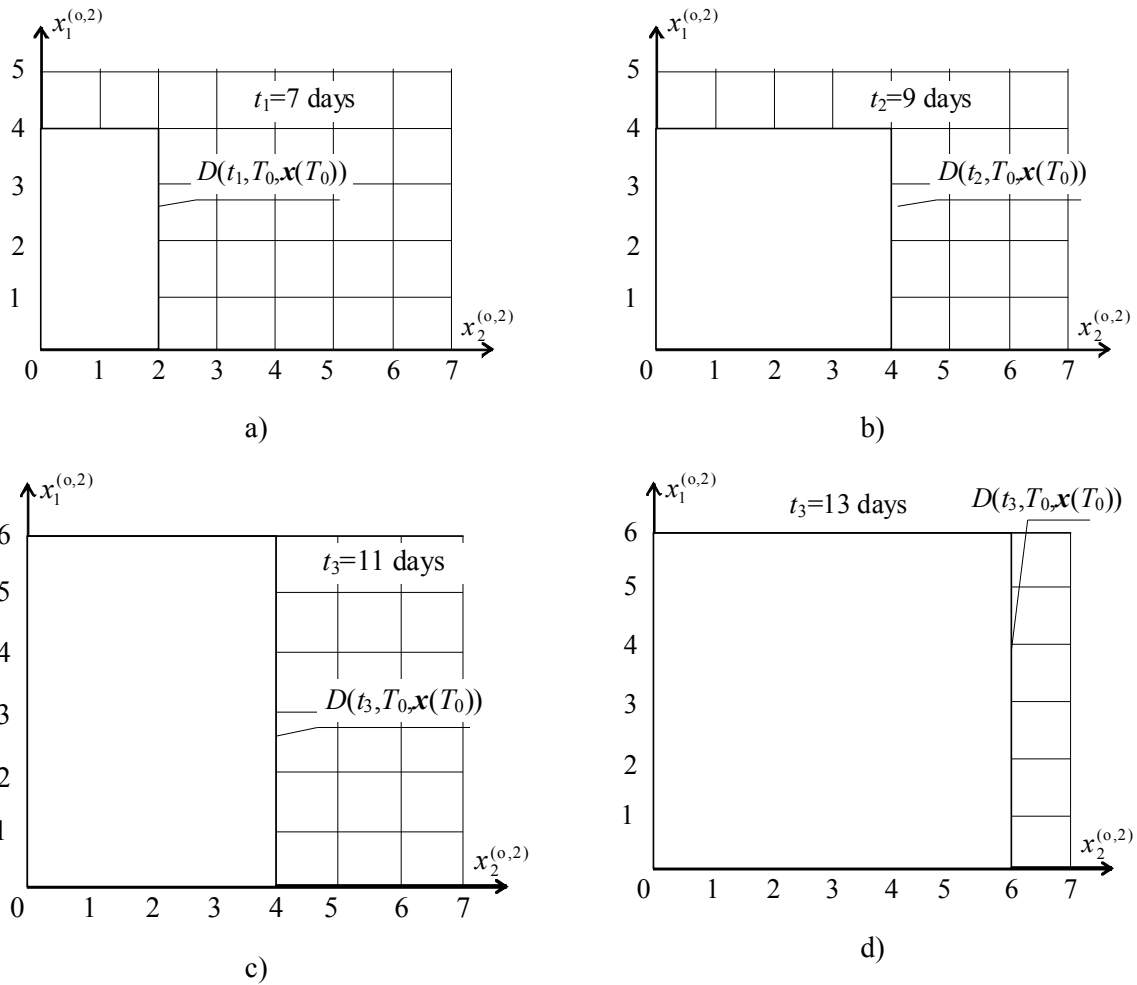 x₁^(o,2)
5
t₁=7 days
4
D(t₁,T₀,x(T₀))
3
2
1
x₂^(o,2)
0 1 2 3 4 5 6 7
a)
x₁^(o,2)
5
t₂=9 days
4
D(t₂,T₀,x(T₀))
3
2
1
x₂^(o,2)
0 1 2 3 4 5 6 7
b)
x₁^(o,2)
6
t₃=11 days
5
4
D(t₃,T₀,x(T₀))
3
2
1
x₂^(o,2)
0 1 2 3 4 5 6 7
c)
x₁^(o,2)
t₃=13 days
D(t₃,T₀,x(T₀))
6
5
4
3
2
1
x₂^(o,2)
0 1 2 3 4 5 6 7
d)